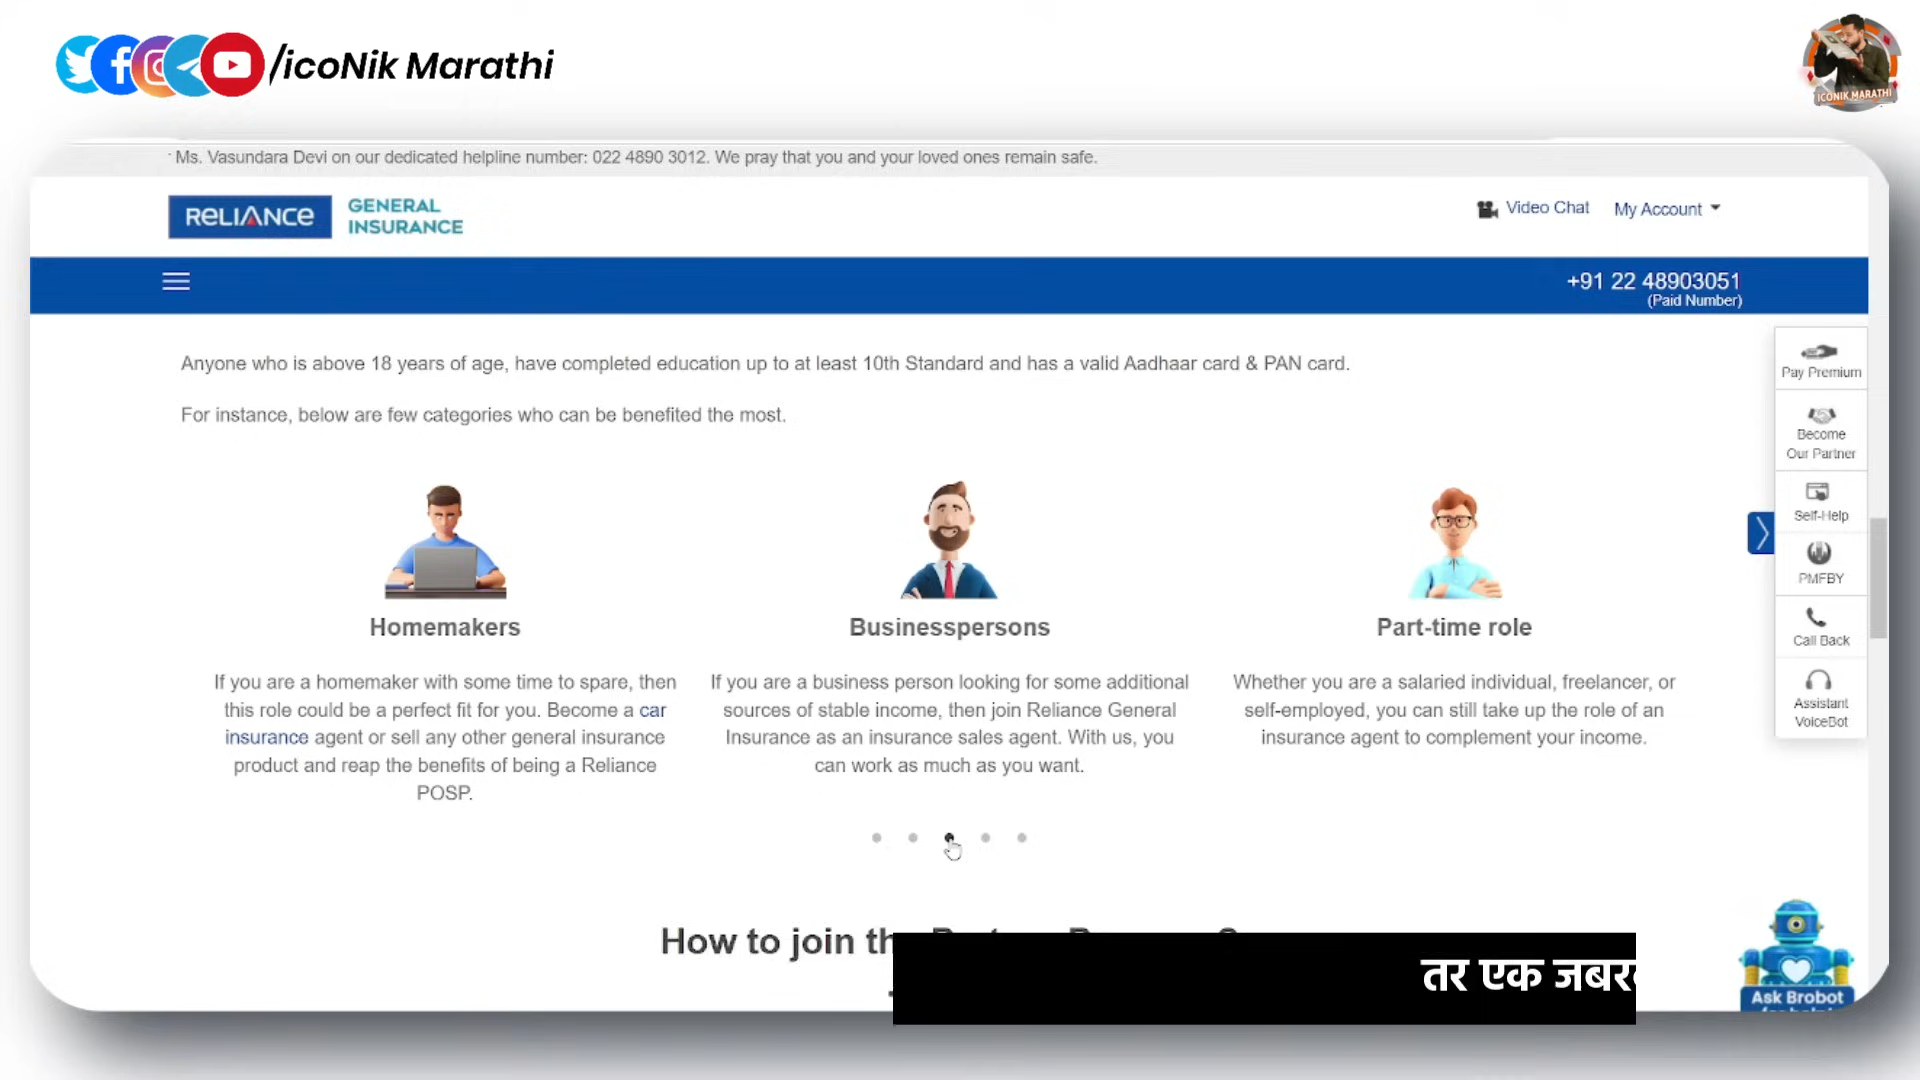 /icoNik Marathi
ICONIK MARATHI
Ms. Vasundara Devi on our dedicated helpline number: 022 4890 3012. We pray that you and your loved ones remain safe.
RELIANCE
GENERAL
INSURANCE
Video Chat
My Account
+91 22 48903051
(Paid Number)
Anyone who is above 18 years of age, have completed education up to at least 10th Standard and has a valid Aadhaar card & PAN card.
For instance, below are few categories who can be benefited the most.
Pay Premium
Become
Our Partner
Self-Help
PMFBY
Call Back
Assistant
VoiceBot
Homemakers
If you are a homemaker with some time to spare, then
this role could be a perfect fit for you. Become a car
insurance agent or sell any other general insurance
product and reap the benefits of being a Reliance
POSP.
Businesspersons
If you are a business person looking for some additional
sources of stable income, then join Reliance General
Insurance as an insurance sales agent. With us, you
can work as much as you want.
Part-time role
Whether you are a salaried individual, freelancer, or
self-employed, you can still take up the role of an
insurance agent to complement your income.
How to join
तर एक
Ask Brobot